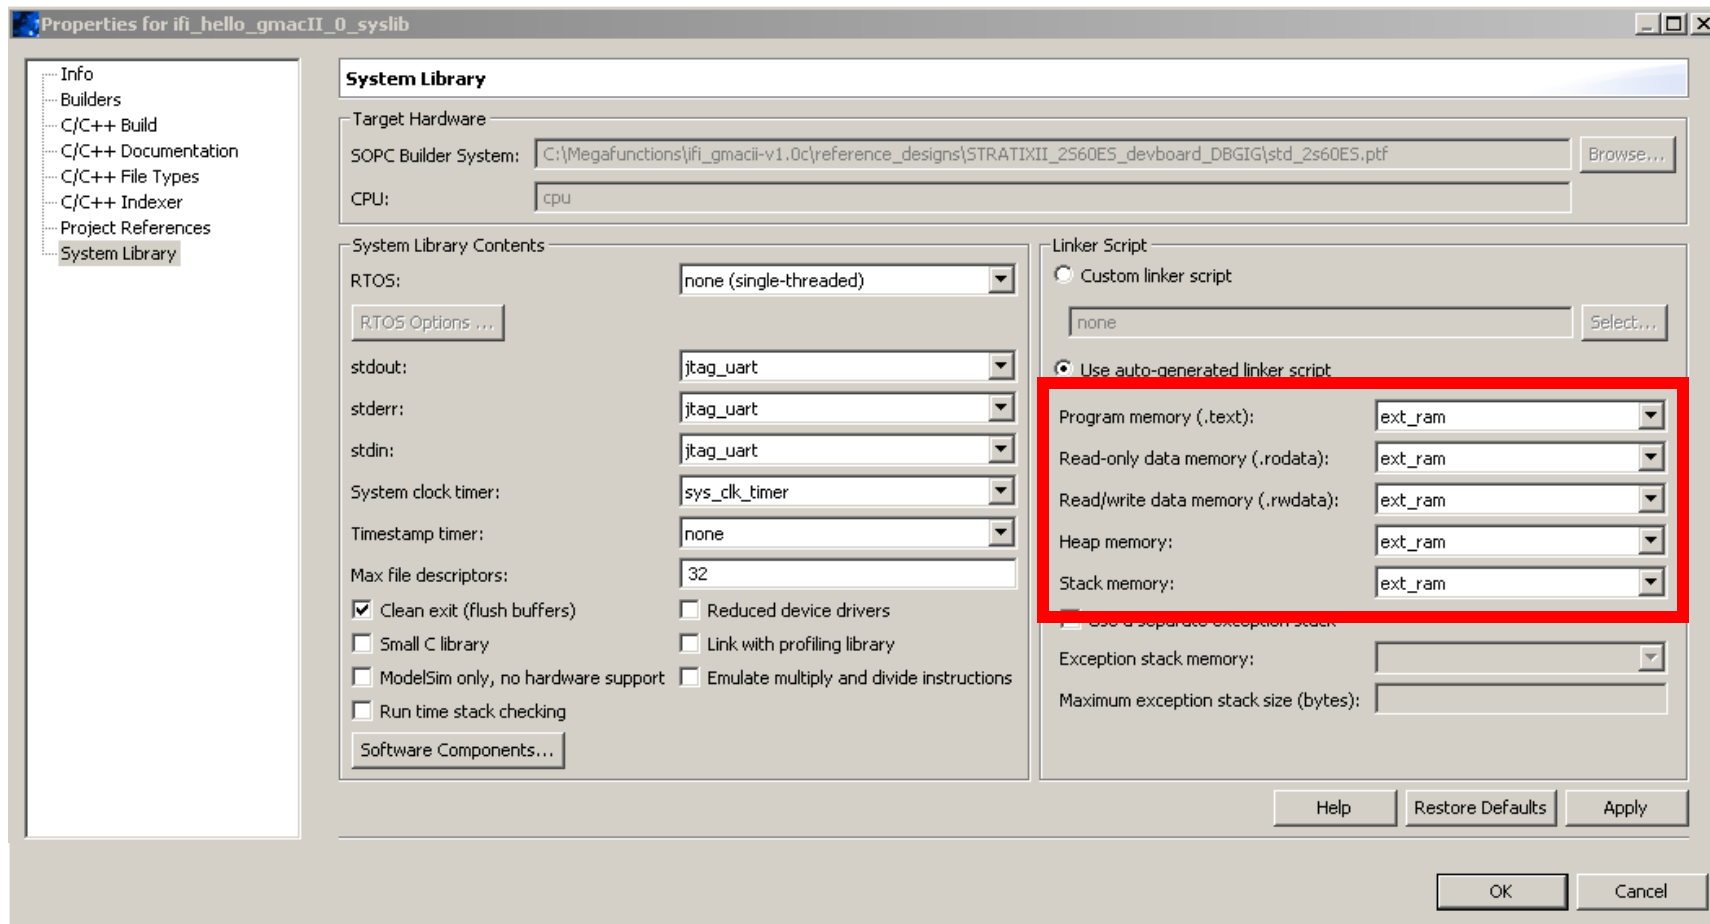 Properties for ifi_hello_gmacII_0_syslib
Info
Builders
C/C++ Build
C/C++ Documentation
C/C++ File Types
C/C++ Indexer
Project References
System Library
System Library
Target Hardware
SOPC Builder System: C:\Megafunctions\ifi_gmacii-v1.0c\reference_designs\STRATIXII_2S60ES_devboard_DBGIG\std_2s60ES.ptf Browse...
CPU: cpu
System Library Contents
RTOS: none (single-threaded)
RTOS Options ...
stdout: jtag_uart
stderr: jtag_uart
stdin: jtag_uart
System clock timer: sys_clk_timer
Timestamp timer: none
Max file descriptors: 32
Clean exit (flush buffers) Reduced device drivers
Small C library Link with profiling library
ModelSim only, no hardware support Emulate multiply and divide instructions
Run time stack checking
Software Components...
Linker Script
Custom linker script
none Select...
Use auto-generated linker script
Program memory (.text): ext_ram
Read-only data memory (.rodata): ext_ram
Read/write data memory (.rwdata): ext_ram
Heap memory: ext_ram
Stack memory: ext_ram
Use a separate exception stack
Exception stack memory:
Maximum exception stack size (bytes):
Help Restore Defaults Apply
OK Cancel